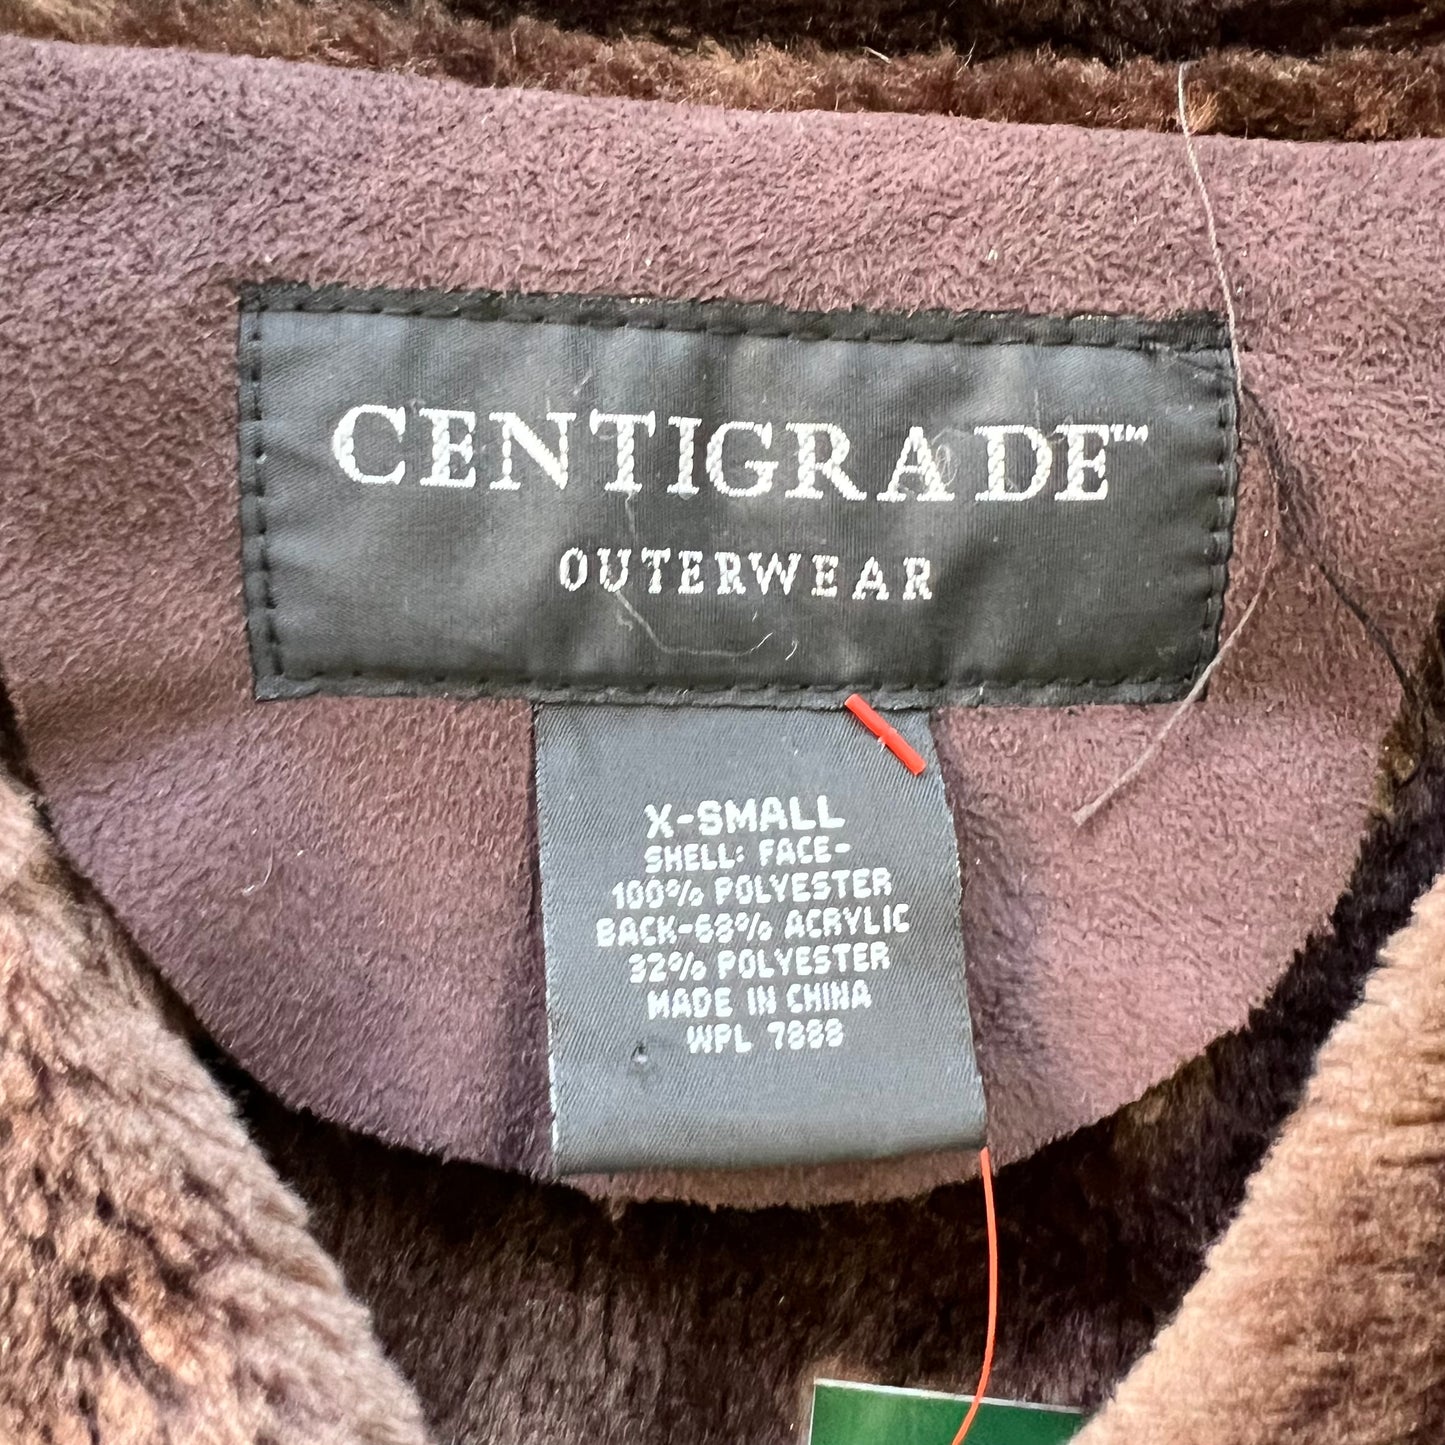 CENTIGRADE™
OUTERWEAR
X-SMALL
SHELL: FACE-
100% POLYESTER
BACK-68% ACRYLIC
32% POLYESTER
MADE IN CHINA
WPL 7888